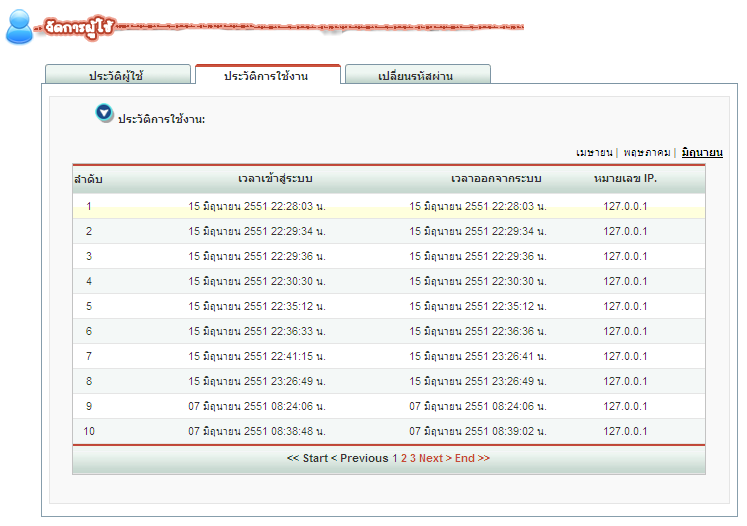 จัดการผู้ใช้
ประวัติผู้ใช้ ประวัติการใช้งาน เปลี่ยนรหัสผ่าน
ประวัติการใช้งาน:
เมษายน | พฤษภาคม | มิถุนายน
ลำดับ เวลาเข้าสู่ระบบ เวลาออกจากระบบ หมายเลข IP.
1 15 มิถุนายน 2551 22:28:03 น. 15 มิถุนายน 2551 22:28:03 น. 127.0.0.1
2 15 มิถุนายน 2551 22:29:34 น. 15 มิถุนายน 2551 22:29:34 น. 127.0.0.1
3 15 มิถุนายน 2551 22:29:36 น. 15 มิถุนายน 2551 22:29:36 น. 127.0.0.1
4 15 มิถุนายน 2551 22:30:30 น. 15 มิถุนายน 2551 22:30:30 น. 127.0.0.1
5 15 มิถุนายน 2551 22:35:12 น. 15 มิถุนายน 2551 22:35:12 น. 127.0.0.1
6 15 มิถุนายน 2551 22:36:33 น. 15 มิถุนายน 2551 22:36:36 น. 127.0.0.1
7 15 มิถุนายน 2551 22:41:15 น. 15 มิถุนายน 2551 23:26:41 น. 127.0.0.1
8 15 มิถุนายน 2551 23:26:49 น. 15 มิถุนายน 2551 23:26:49 น. 127.0.0.1
9 07 มิถุนายน 2551 08:24:06 น. 07 มิถุนายน 2551 08:24:06 น. 127.0.0.1
10 07 มิถุนายน 2551 08:38:48 น. 07 มิถุนายน 2551 08:39:02 น. 127.0.0.1
<< Start < Previous 1 2 3 Next > End >>